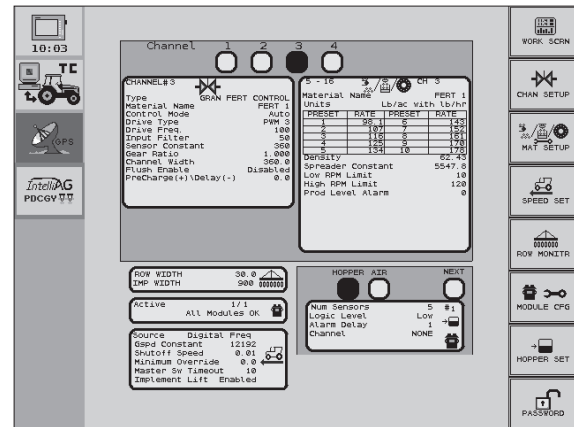 10:03
TC
GPS
IntelliAG
PDCGY
Channel 1 2 3 4
CHANNEL#3
Type GRAN FERT CONTROL
Material Name FERT 1
Control Mode Auto
Drive Type PWM 3
Drive Freq. 100
Input Filter 50
Sensor Constant 360
Gear Ratio 1.000
Channel Width 360.0
Flush Enable Disabled
PreCharge(+)\Delay(-) 0.0
5 - 16 CH 3
Material Name FERT 1
Units Lb/ac with lb/hr
PRESET RATE PRESET RATE
1 98.1 6 143
2 107 7 152
3 116 8 161
4 125 9 170
5 134 10 178
Density 62.43
Spreader Constant 5547.8
Low RPM Limit 10
High RPM Limit 120
Prod Level Alarm 0
ROW WIDTH 30.0
IMP WIDTH 900
Active 1/1
All Modules OK
Source Digital Freq
Gspd Constant 12192
Shutoff Speed 0.01
Minimum Override 0.0
Master Sw Timeout 10
Implement Lift Enabled
HOPPER AIR NEXT
Num Sensors 5 #1
Logic Level Low
Alarm Delay 1
Channel NONE
WORK SCRN
CHAN SETUP
MAT SETUP
SPEED SET
ROW MONITR
MODULE CFG
HOPPER SET
PASSWORD